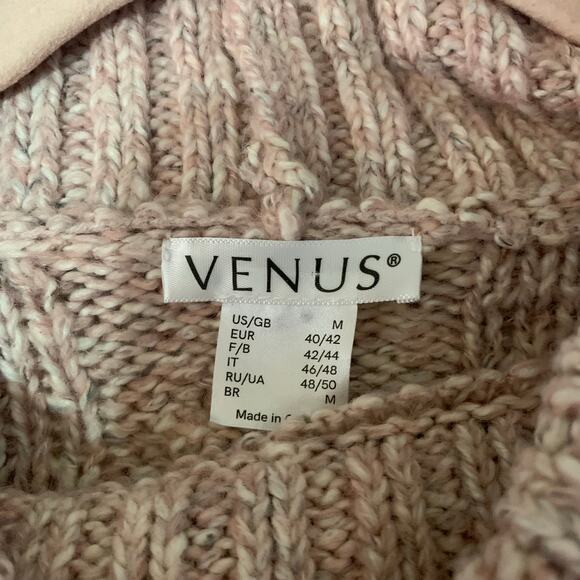 VENUS®
US/GB M
EUR 40/42
F/B 42/44
IT 46/48
RU/UA 48/50
BR M
Made in